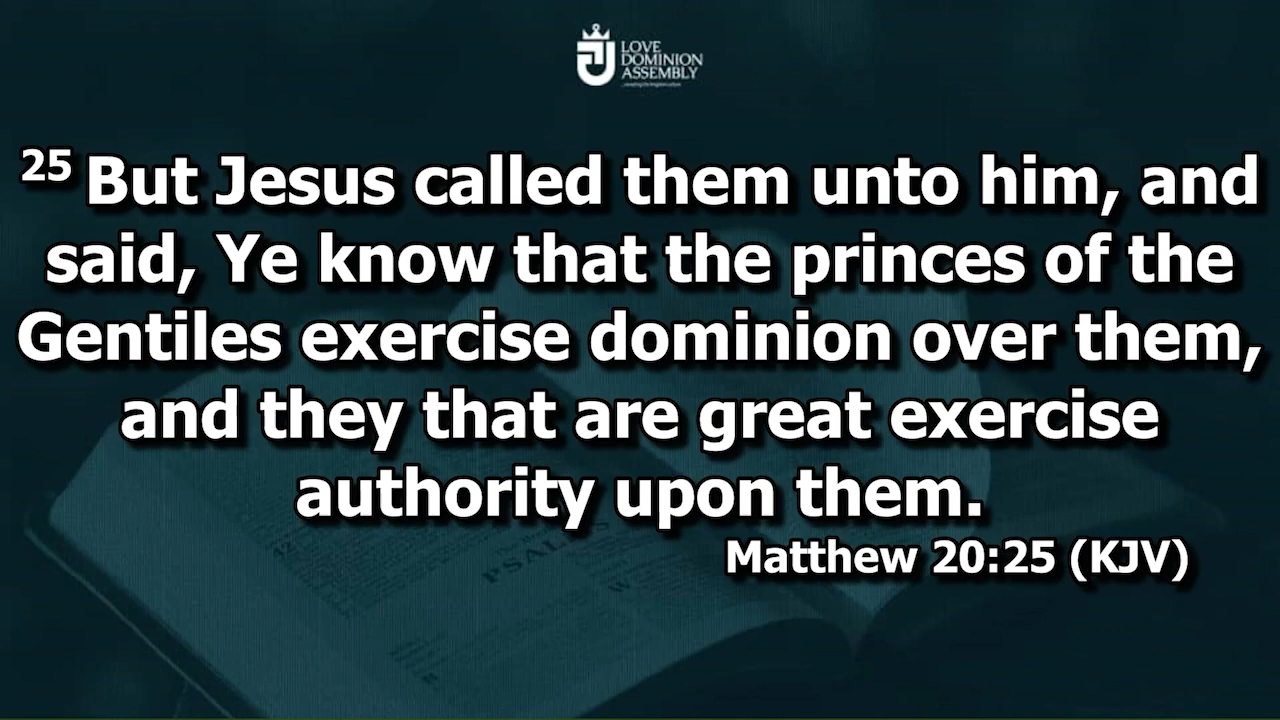 LOVE
DOMINION
ASSEMBLY
25 But Jesus called them unto him, and
said, Ye know that the princes of the
Gentiles exercise dominion over them,
and they that are great exercise
authority upon them.
Matthew 20:25 (KJV)
PSALMS